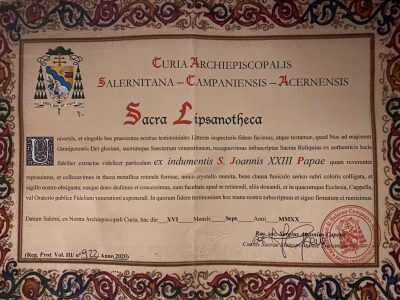 Curia Archiepiscopalis
Salernitana – Campaniensis – Acernensis
Sacra Lipsanotheca
Universis, et singulis has praesentes nostras testimoniales Litteras inspecturis fidem facimus, atque testamur, quod Nos ad majorem
Omnipotentis Dei gloriam, suorumque Sanctorum venerationem, recognovimus subscriptas Sacras Reliquias ex authenticis locis
fideliter extractas videlicet particulam ex indumentis S. Joannis XXIII Papae quam reverenter
reposuimus, et collocavimus in theca metallica rotunda formae, unico crystallo munita, bene clausa funiculo serico rubri coloris colligata, et
sigillo nostro obsignata; easque dono dedimus et concessimus, cum facultate apud se retinendi, aliis donandi, et in quacumque Ecclesia, Cappella,
vel Oratorio publice Fidelium venerationi exponendi. In quorum fidem testimonium has manu nostra subscriptas et signo firmatas et munitas.
Datum Salerni, ex Nostra Archiepiscopali Curia, hac die XVI Mensis Sept. Anni MMXX
(Reg. Prot. Vol. III/ n° 922 Anno 2020)